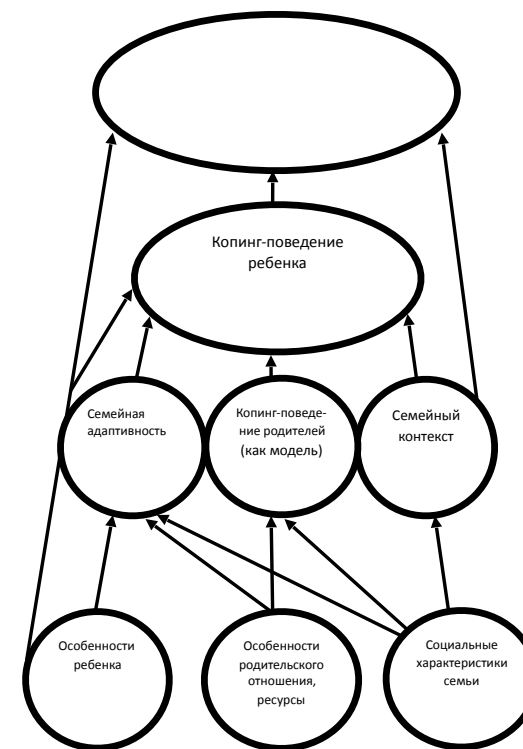 Копинг-поведение
ребенка
Семейная
адаптивность
Копинг-поведе-
ние родителей
(как модель)
Семейный
контекст
Особенности
ребенка
Особенности
родительского
отношения,
ресурсы
Социальные
характеристики
семьи